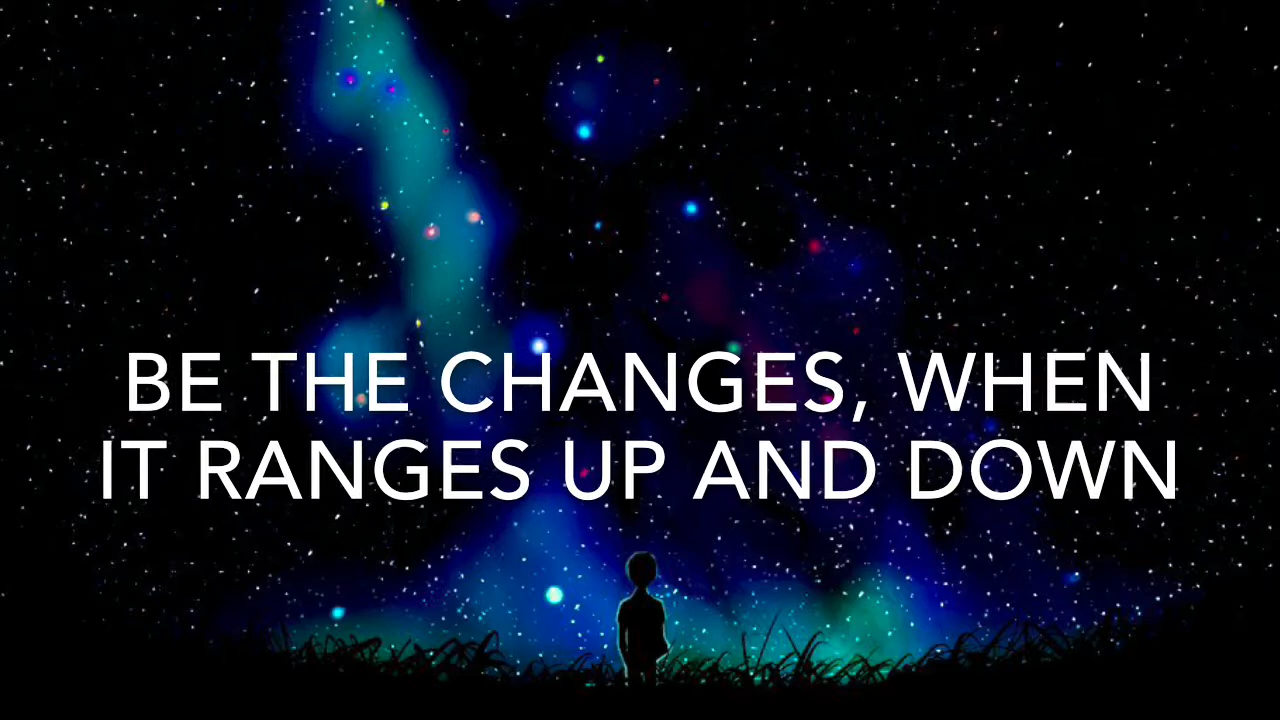 BE THE CHANGES, WHEN
IT RANGES UP AND DOWN